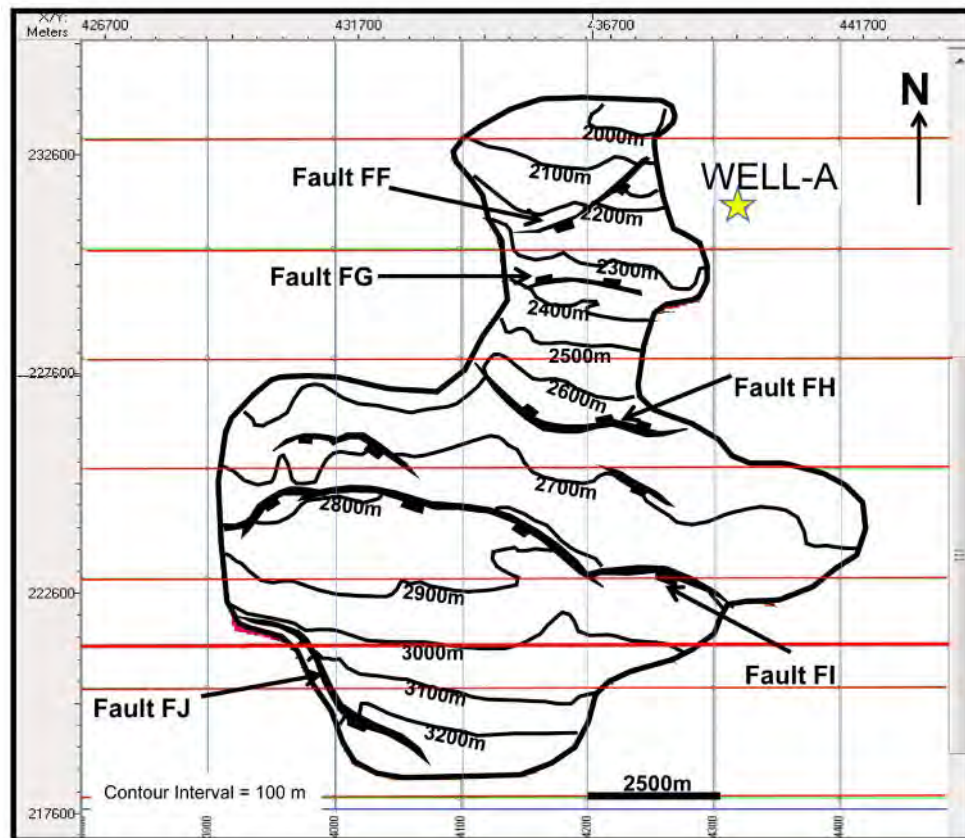 X/Y:
Meters
426700
431700
436700
441700
N
232600
2000m
2100m
Fault FF
WELL-A
2200m
Fault FG
2300m
2400m
2500m
227600
2600m
Fault FH
2700m
2800m
222600
2900m
3000m
Fault FI
3100m
Fault FJ
3200m
Contour Interval = 100 m
2500m
217600
4000
4100
4200
4300
4400